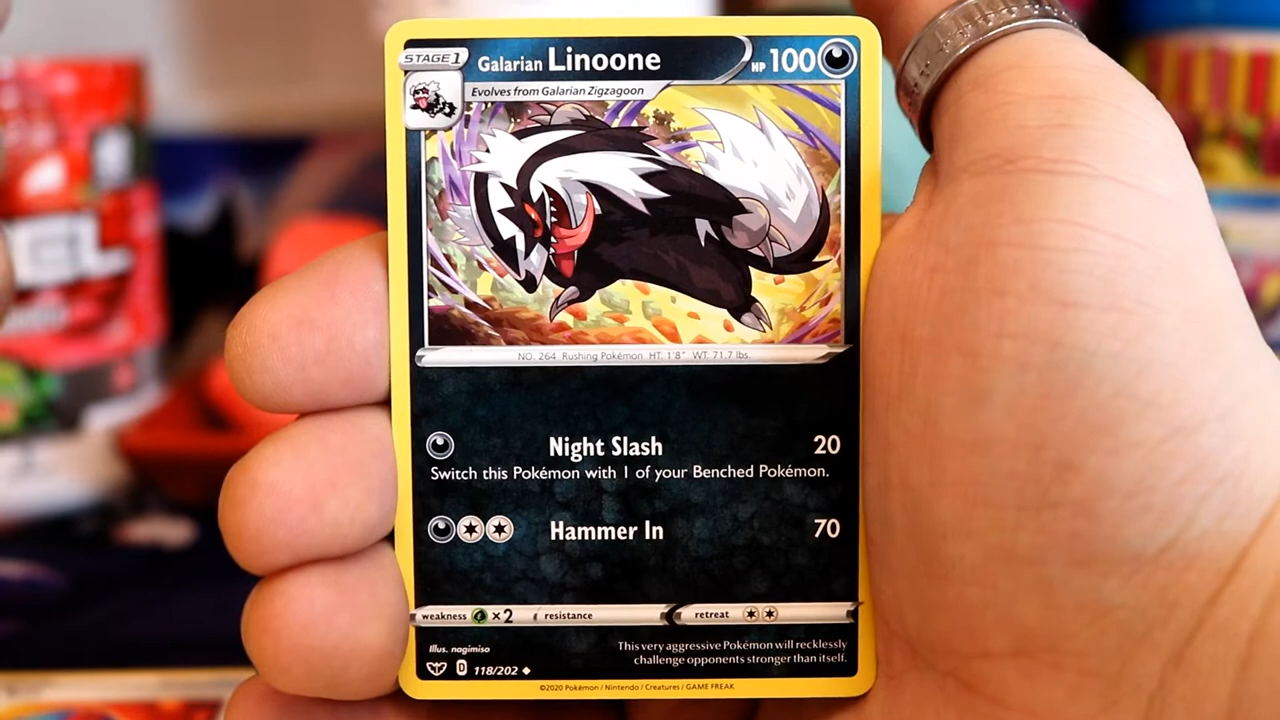 STAGE 1
Galarian Linoone
HP 100
Evolves from Galarian Zigzagoon
NO. 264 Rushing Pokémon HT. 1'8" WT. 71.7 lbs.
Night Slash 20
Switch this Pokémon with 1 of your Benched Pokémon.
Hammer In 70
weakness ×2 resistance retreat
Illus. nagimiso
This very aggressive Pokémon will recklessly
challenge opponents stronger than itself.
D 118/202
©2020 Pokémon / Nintendo / Creatures / GAME FREAK